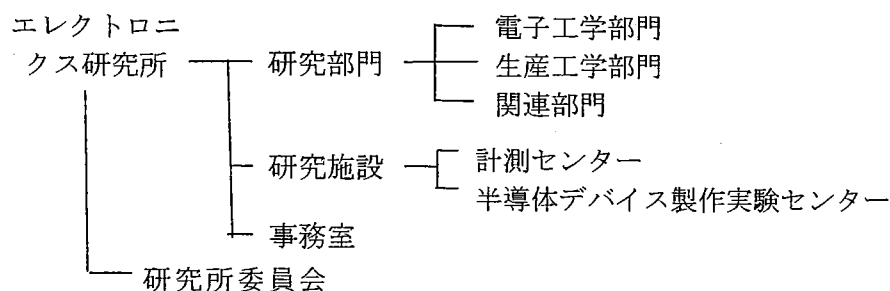 エレクトロニ
クス研究所
研究部門
電子工学部門
生産工学部門
関連部門
研究施設
計測センター
半導体デバイス製作実験センター
事務室
研究所委員会